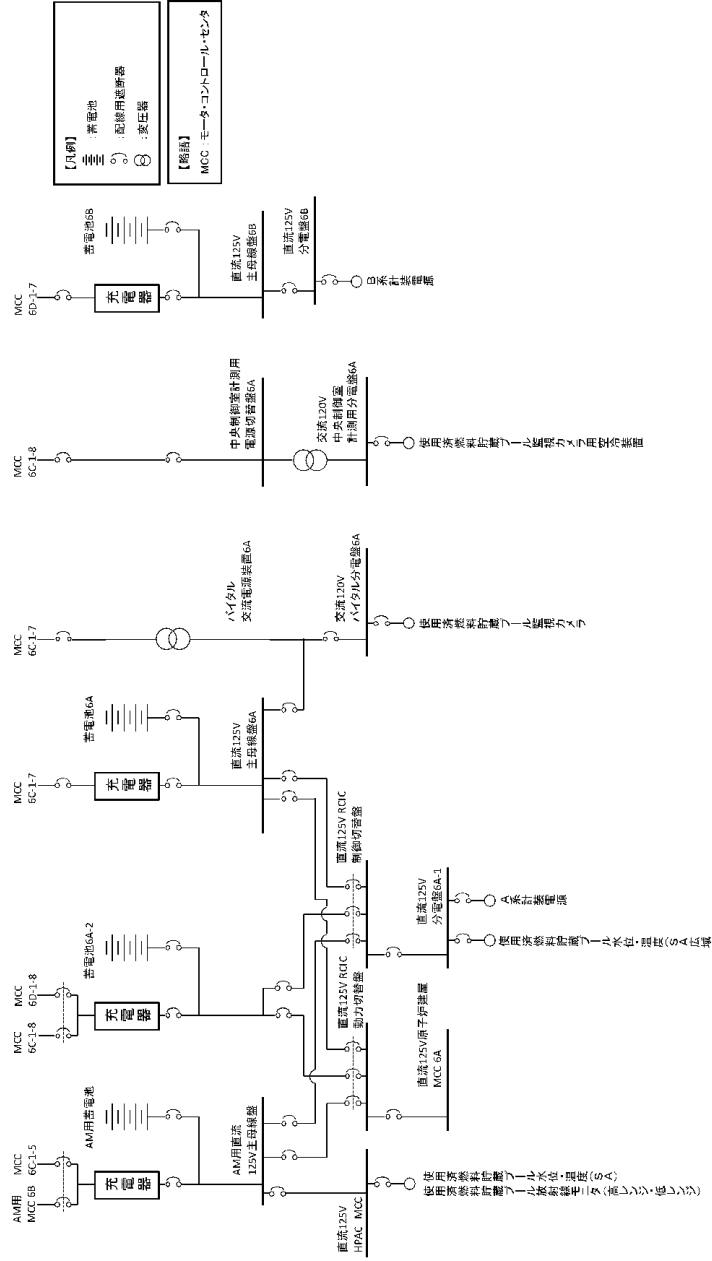 【凡例】
：蓄電池
：配線用遮断器
：変圧器
【略語】
MCC：モータ・コントロール・センタ
AM用
MCC 6B
MCC
6C-1-5
充電器
AM用蓄電池
AM用直流
125V主母線盤
直流125V
HPAC MCC
使用済燃料貯蔵プール水位・温度(SA)
使用済燃料貯蔵プール放射線モニタ(高レンジ・低レンジ)
MCC
6C-1-8
MCC
6D-1-8
充電器
蓄電池6A-2
直流125V RCIC
動力切替盤
直流125V原子炉建屋
MCC 6A
MCC
6C-1-7
充電器
蓄電池6A
直流125V
主母線盤6A
直流125V RCIC
制御切替盤
直流125V
分電盤6A-1
使用済燃料貯蔵プール水位・温度(SA広域
A系計装電源
MCC
6C-1-7
バイタル
交流電源装置6A
交流120V
バイタル分電盤6A
使用済燃料貯蔵プール監視カメラ
MCC
6C-1-8
中央制御室計測用
電源切替盤6A
交流120V
中央制御室
計測用分電盤6A
使用済燃料貯蔵プール監視カメラ用空冷装置
MCC
6D-1-7
充電器
蓄電池6B
直流125V
主母線盤6B
直流125V
分電盤6B
B系計装電源